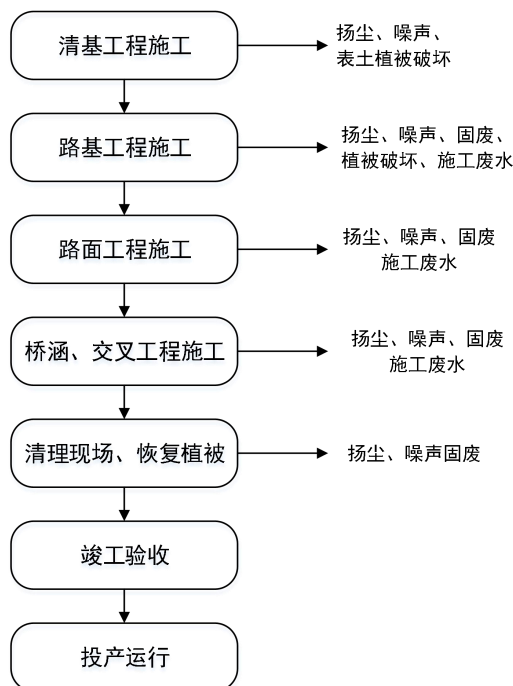 清基工程施工
扬尘、噪声、
表土植被破坏
路基工程施工
扬尘、噪声、固废、
植被破坏、施工废水
路面工程施工
扬尘、噪声、固废
施工废水
桥涵、交叉工程施工
扬尘、噪声、固废
施工废水
清理现场、恢复植被
扬尘、噪声固废
竣工验收
投产运行